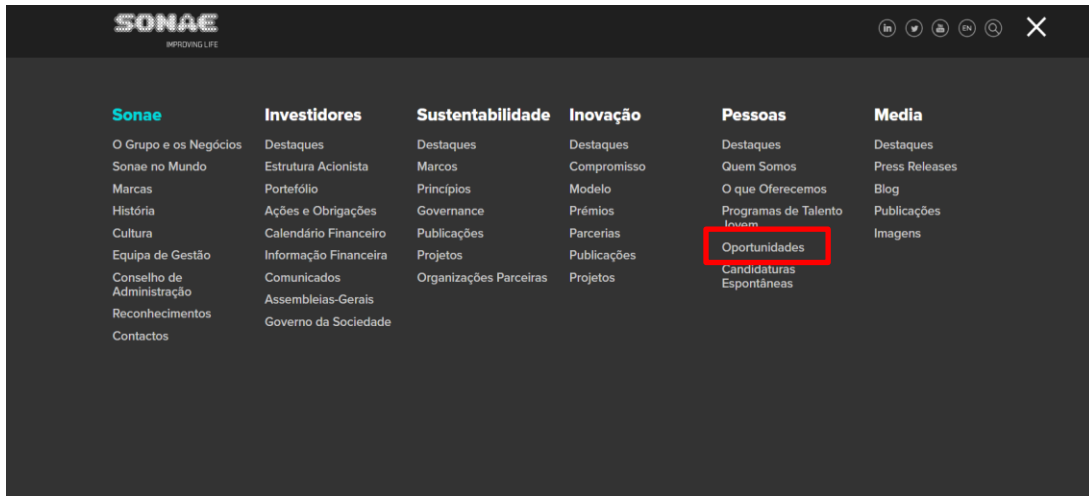 SONAE
IMPROVING LIFE
in
EN
Sonae
O Grupo e os Negócios
Sonae no Mundo
Marcas
História
Cultura
Equipa de Gestão
Conselho de
Administração
Reconhecimentos
Contactos
Investidores
Destaques
Estrutura Acionista
Portefólio
Ações e Obrigações
Calendário Financeiro
Informação Financeira
Comunicados
Assembleias-Gerais
Governo da Sociedade
Sustentabilidade
Destaques
Marcos
Princípios
Governance
Publicações
Projetos
Organizações Parceiras
Inovação
Destaques
Compromisso
Modelo
Prémios
Parcerias
Publicações
Projetos
Pessoas
Destaques
Quem Somos
O que Oferecemos
Programas de Talento
Jovem
Oportunidades
Candidaturas
Espontâneas
Media
Destaques
Press Releases
Blog
Publicações
Imagens